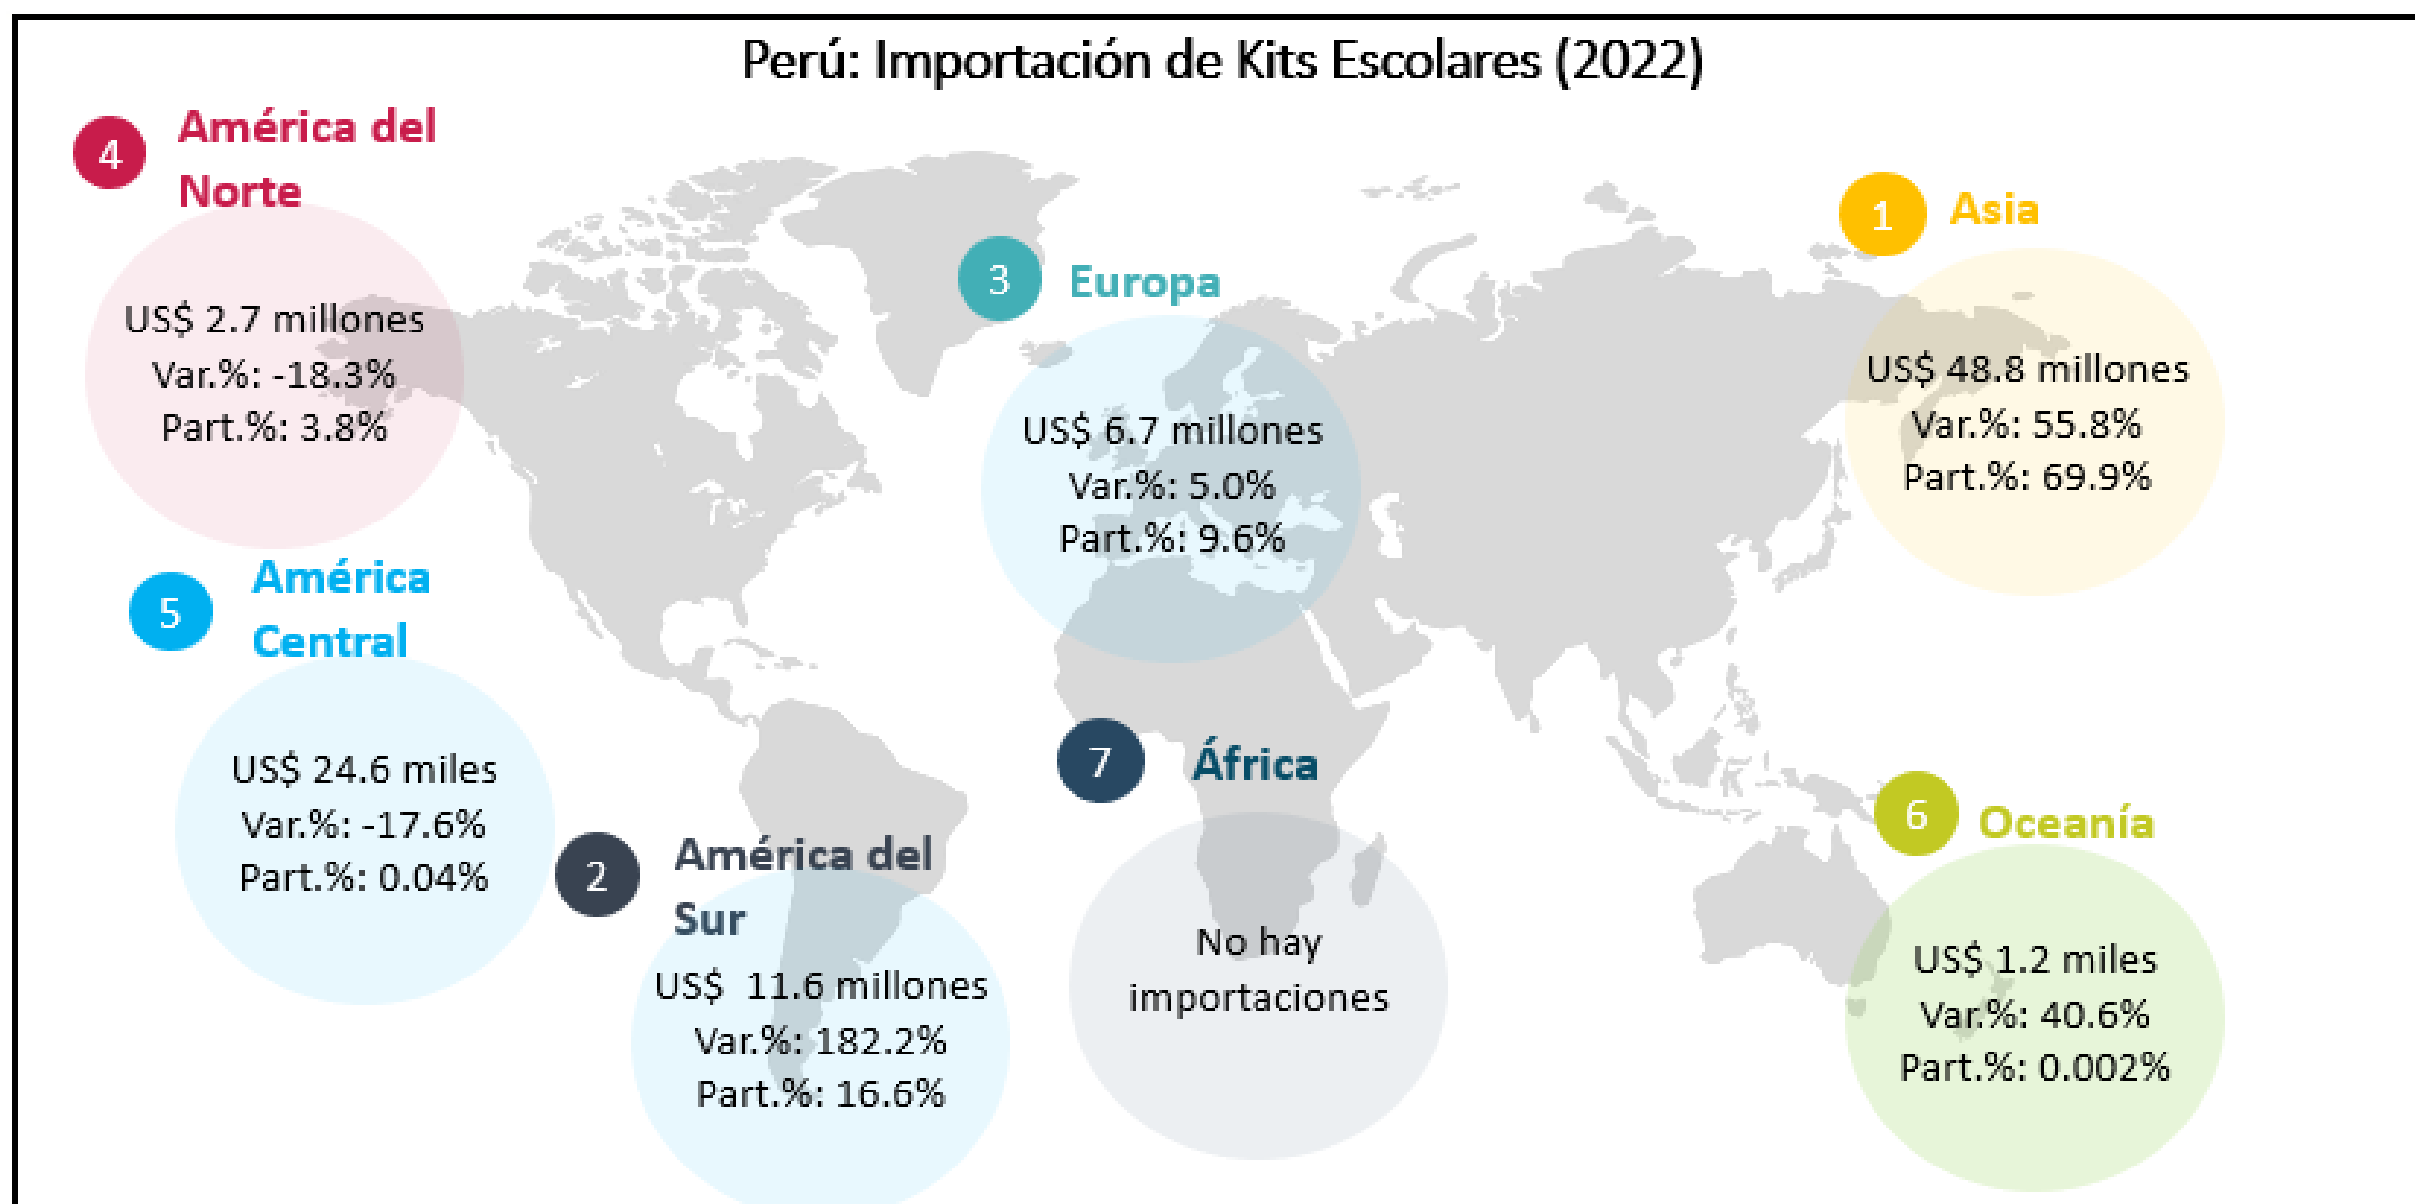 Perú: Importación de Kits Escolares (2022)
4
América del
Norte
US$ 2.7 millones
Var.%: -18.3%
Part.%: 3.8%
3
Europa
US$ 6.7 millones
Var.%: 5.0%
Part.%: 9.6%
1
Asia
US$ 48.8 millones
Var.%: 55.8%
Part.%: 69.9%
5
América
Central
US$ 24.6 miles
Var.%: -17.6%
Part.%: 0.04%
2
América del
Sur
US$ 11.6 millones
Var.%: 182.2%
Part.%: 16.6%
7
África
No hay
importaciones
6
Oceanía
US$ 1.2 miles
Var.%: 40.6%
Part.%: 0.002%